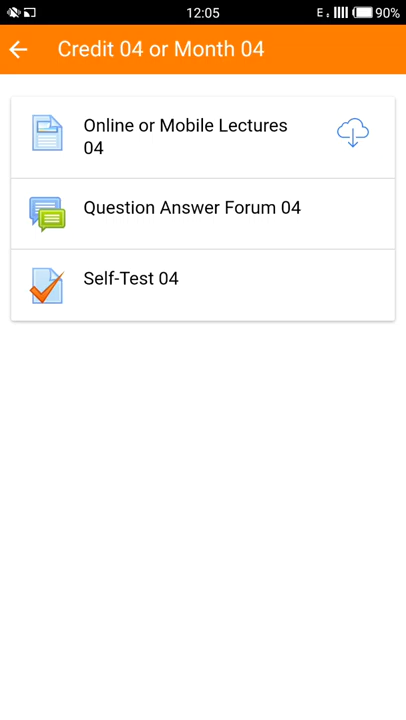 12:05
E
90%
Credit 04 or Month 04
Online or Mobile Lectures
04
Question Answer Forum 04
Self-Test 04